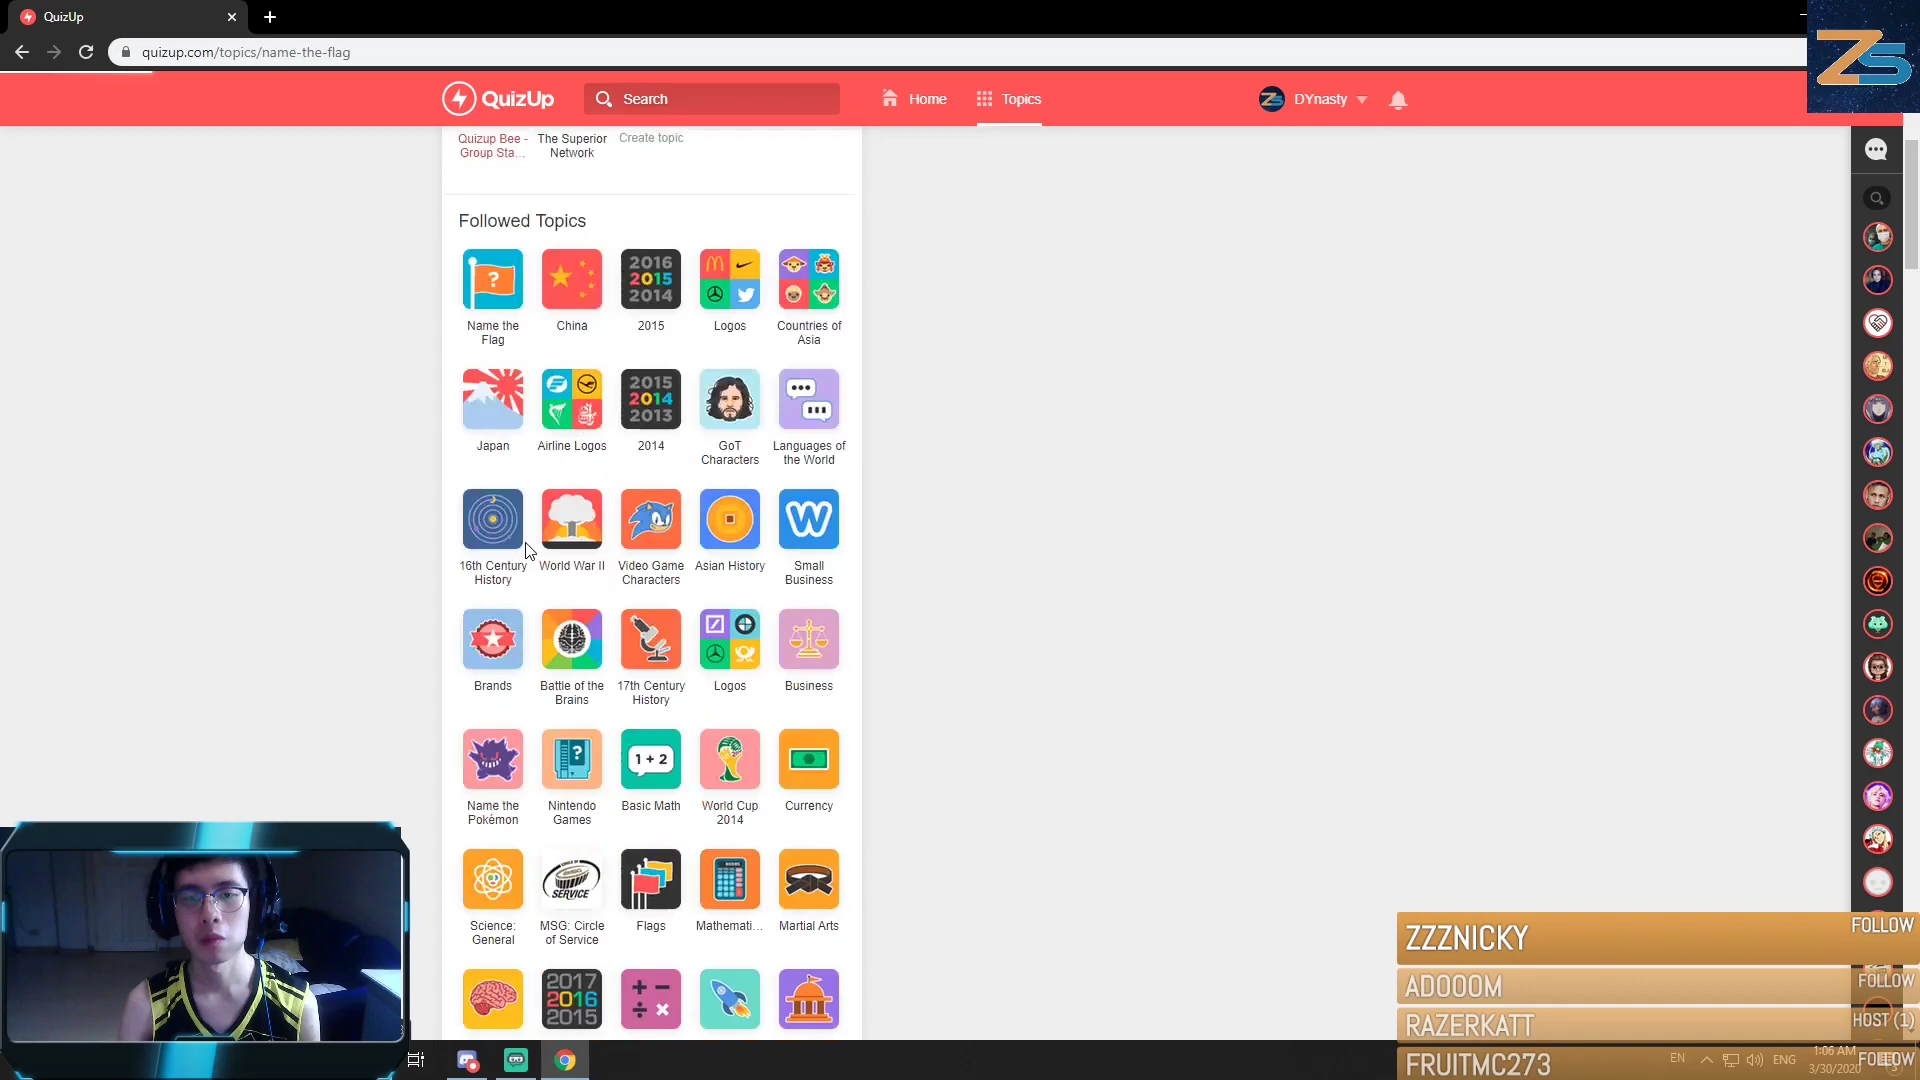 QuizUp
quizup.com/topics/name-the-flag
ZS
QuizUp
Search
Home
Topics
ZS
DYnasty
Quizup Bee -
Group Sta...
The Superior
Network
Create topic
Followed Topics
?
2016
2015
2014
Name the
Flag
China
2015
Logos
Countries of
Asia
2015
2014
2013
Japan
Airline Logos
2014
GoT
Characters
Languages of
the World
W
16th Century
History
World War II
Video Game
Characters
Asian History
Small
Business
Brands
Battle of the
Brains
17th Century
History
Logos
Business
?
1 + 2
Name the
Pokémon
Nintendo
Games
Basic Math
World Cup
2014
Currency
CIRCLE OF
SERVICE
Science:
General
MSG: Circle
of Service
Flags
Mathemati...
Martial Arts
2017
2016
2015
ZZZNICKY
FOLLOW
ADOOOM
FOLLOW
RAZERKATT
HOST (1)
FRUITMC273
FOLLOW
EN
ENG
1:06 AM
3/30/2020